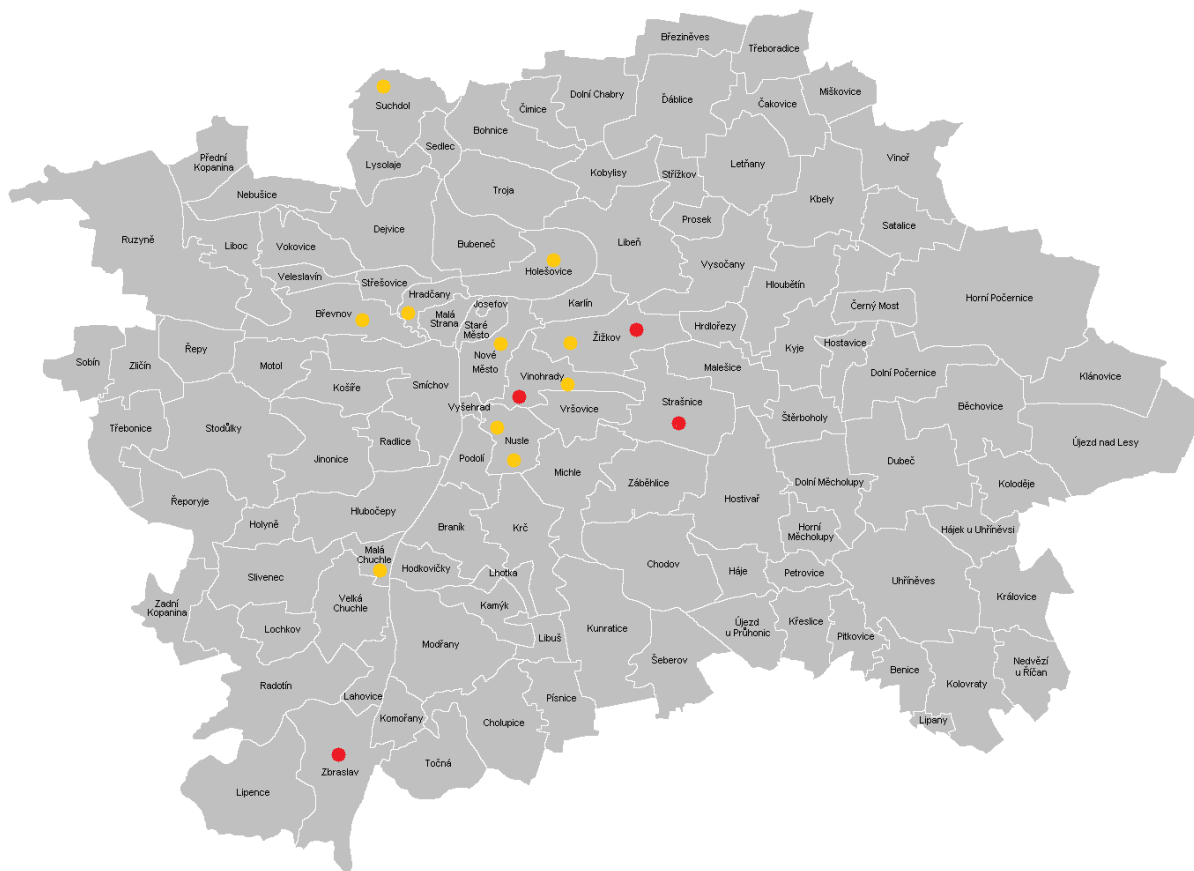 Březiněves
Třeboradice
Suchdol
Čimice
Dolní Chabry
Ďáblice
Čakovice
Miškovice
Bohnice
Sedlec
Přední
Kopanina
Lysolaje
Kobylisy
Střížkov
Letňany
Vinoř
Nebušice
Troja
Kbely
Prosek
Satalice
Ruzyně
Liboc
Vokovice
Dejvice
Bubeneč
Libeň
Vysočany
Veleslavín
Střešovice
Holešovice
Hloubětín
Horní Počernice
Hradčany
Josefov
Karlín
Černý Most
Břevnov
Malá
Strana
Staré
Město
Žižkov
Hrdlořezy
Hostavice
Kyje
Řepy
Nové
Město
Sobín
Zličín
Motol
Malešice
Dolní Počernice
Klánovice
Vinohrady
Košíře
Smíchov
Strašnice
Běchovice
Vyšehrad
Vršovice
Štěrboholy
Třebonice
Stodůlky
Radlice
Nusle
Újezd nad Lesy
Jinonice
Podolí
Dubeč
Michle
Záběhlice
Dolní Měcholupy
Koloděje
Řeporyje
Hostivař
Hlubočepy
Holyně
Braník
Krč
Horní
Měcholupy
Hájek u Uhříněvsi
Malá
Chuchle
Hodkovičky
Chodov
Háje
Petrovice
Slivenec
Lhotka
Uhříněves
Královice
Zadní
Kopanina
Velká
Chuchle
Kamýk
Lochkov
Kunratice
Újezd
u Průhonic
Křeslice
Pitkovice
Libuš
Modřany
Šeberov
Benice
Nedvězí
u Říčan
Radotín
Lahovice
Písnice
Kolovraty
Komořany
Cholupice
Lipany
Točná
Zbraslav
Lipence